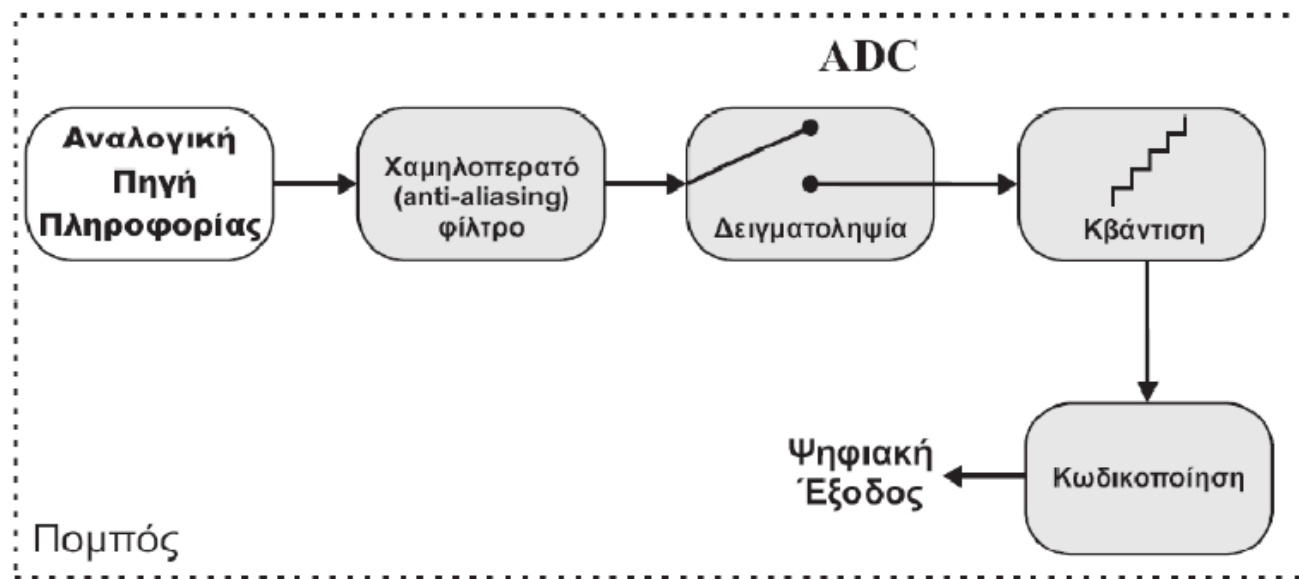 ADC
Αναλογική
Πηγή
Πληροφορίας
Χαμηλοπερατό
(anti-aliasing)
φίλτρο
Δειγματοληψία
Κβάντιση
Κωδικοποίηση
Ψηφιακή
Έξοδος
Πομπός